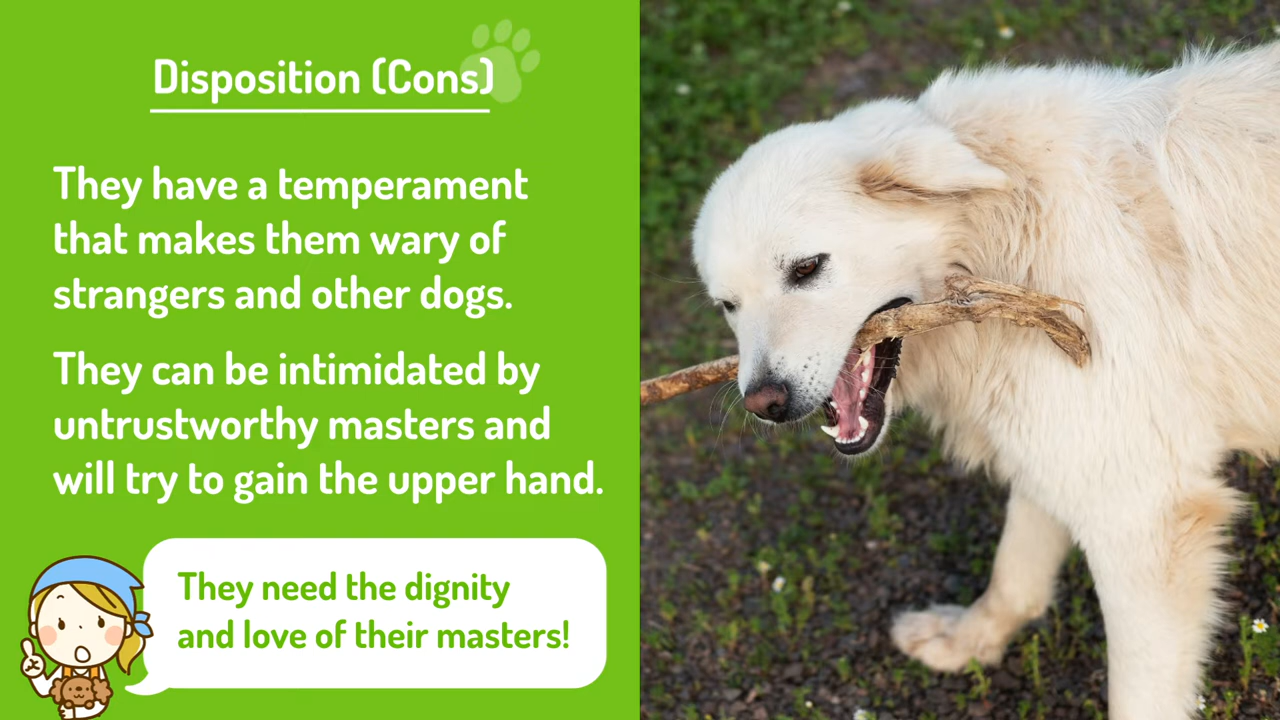 Disposition (Cons)
They have a temperament
that makes them wary of
strangers and other dogs.
They can be intimidated by
untrustworthy masters and
will try to gain the upper hand.
They need the dignity
and love of their masters!